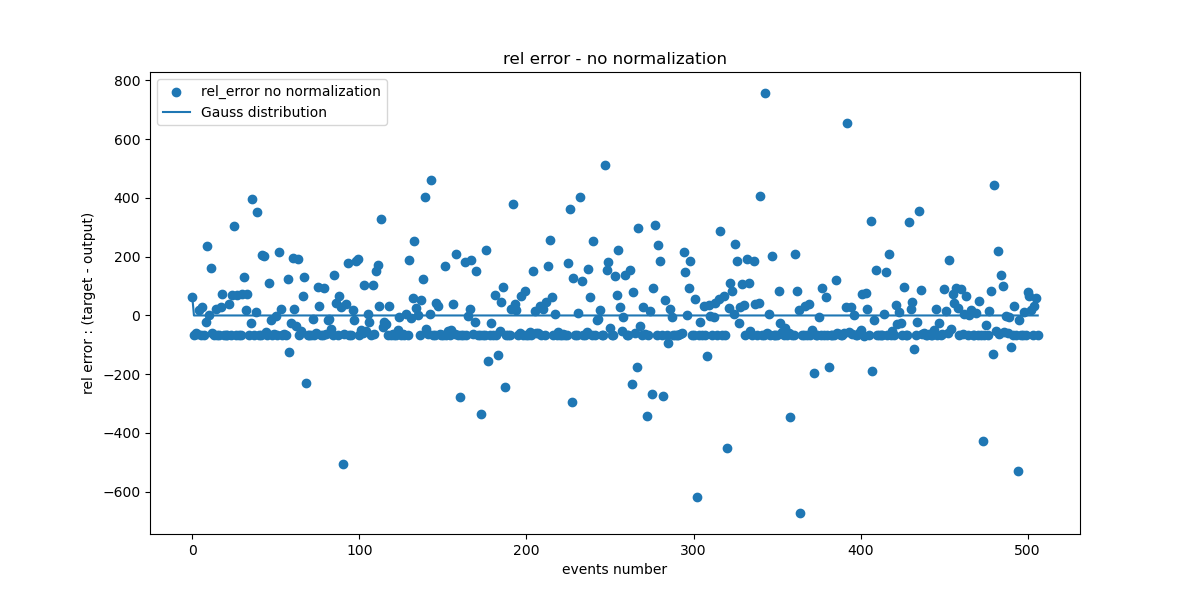 rel error - no normalization
rel_error no normalization
Gauss distribution
rel error : (target - output)
800
600
400
200
0
−200
−400
−600
0 100 200 300 400 500
events number